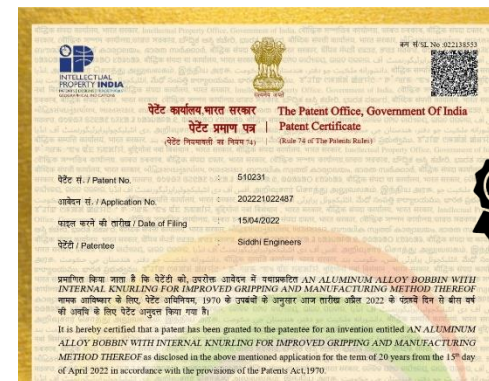 क्रम सं/SL No :022138553
INTELLECTUAL
PROPERTY INDIA
सत्यमेव जयते
पेटेंट कार्यालय,भारत सरकार
The Patent Office, Government Of India
पेटेंट प्रमाण पत्र
Patent Certificate
(पेटेंट नियमावली का नियम 74)
(Rule 74 of The Patents Rules)
पेटेंट सं. / Patent No. : 510231
आवेदन सं. / Application No. : 202221022487
फाइल करने की तारीख / Date of Filing : 15/04/2022
पेटेंटी / Patentee : Siddhi Engineers
प्रमाणित किया जाता है कि पेटेंटी को, उपरोक्त आवेदन में यथाप्रकटित AN ALUMINUM ALLOY BOBBIN WITH
INTERNAL KNURLING FOR IMPROVED GRIPPING AND MANUFACTURING METHOD THEREOF
नामक आविष्कार के लिए, पेटेंट अधिनियम, 1970 के उपबंधों के अनुसार आज तारीख अप्रैल 2022 के पंद्रहवें दिन से बीस वर्ष
की अवधि के लिए पेटेंट अनुदत्त किया गया है।
It is hereby certified that a patent has been granted to the patentee for an invention entitled AN ALUMINUM
ALLOY BOBBIN WITH INTERNAL KNURLING FOR IMPROVED GRIPPING AND MANUFACTURING
METHOD THEREOF as disclosed in the above mentioned application for the term of 20 years from the 15th day
of April 2022 in accordance with the provisions of the Patents Act,1970.